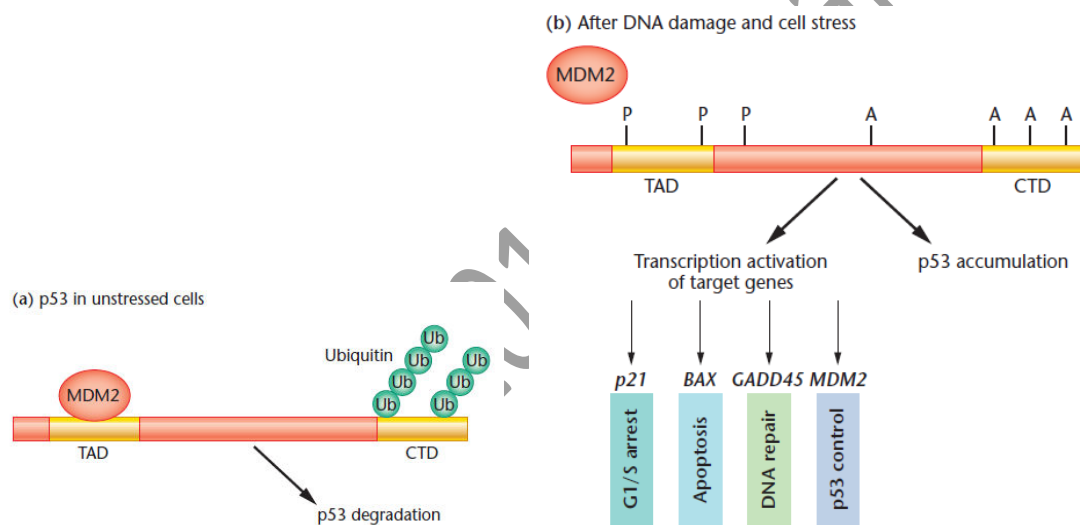 (a) p53 in unstressed cells
Ubiquitin
Ub
Ub
Ub
Ub
Ub
Ub
Ub
MDM2
TAD
CTD
p53 degradation
(b) After DNA damage and cell stress
MDM2
P P P A A A A
TAD
CTD
Transcription activation
of target genes
p53 accumulation
p21 BAX GADD45 MDM2
G1/S arrest
Apoptosis
DNA repair
p53 control